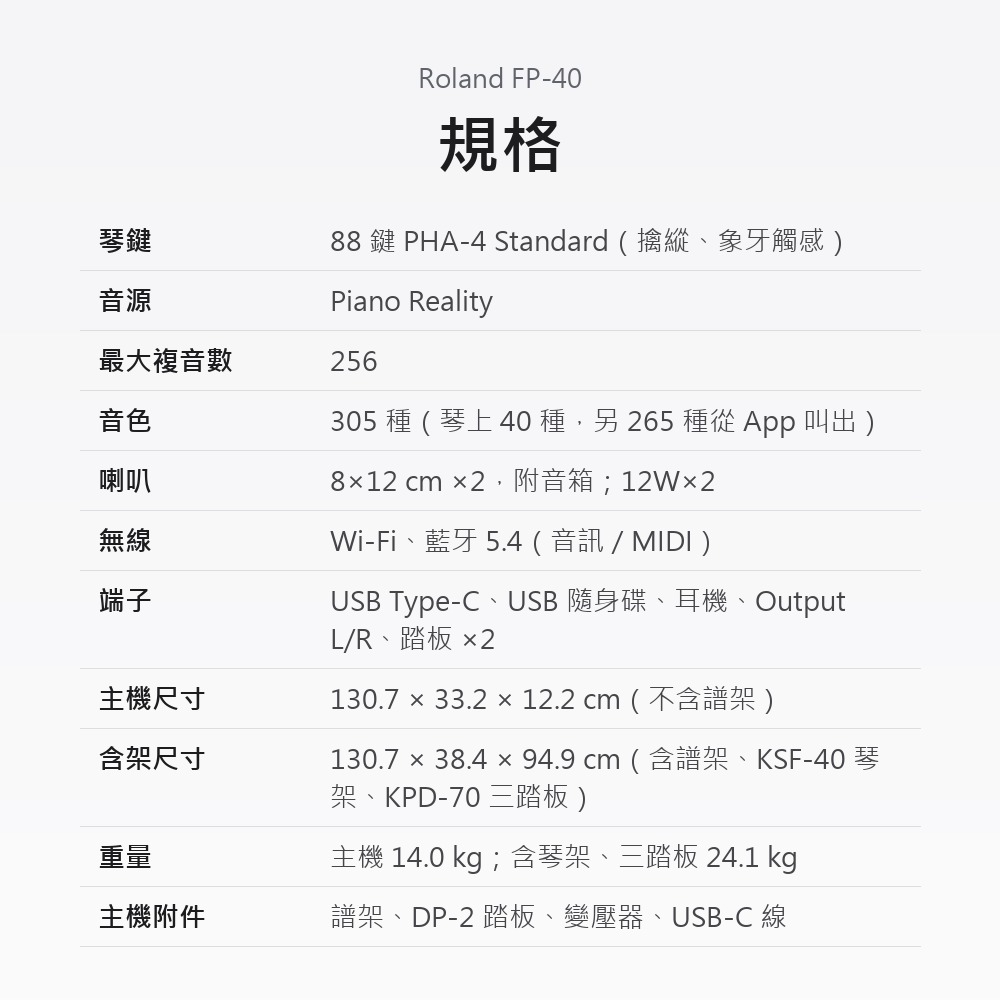 Roland FP-40
規格
琴鍵 88 鍵 PHA-4 Standard（擒縱、象牙觸感）
音源 Piano Reality
最大複音數 256
音色 305 種（琴上 40 種，另 265 種從 App 叫出）
喇叭 8×12 cm ×2，附音箱；12W×2
無線 Wi-Fi、藍牙 5.4（音訊 / MIDI）
端子 USB Type-C、USB 隨身碟、耳機、Output
L/R、踏板 ×2
主機尺寸 130.7 × 33.2 × 12.2 cm（不含譜架）
含架尺寸 130.7 × 38.4 × 94.9 cm（含譜架、KSF-40 琴
架、KPD-70 三踏板）
重量 主機 14.0 kg；含琴架、三踏板 24.1 kg
主機附件 譜架、DP-2 踏板、變壓器、USB-C 線